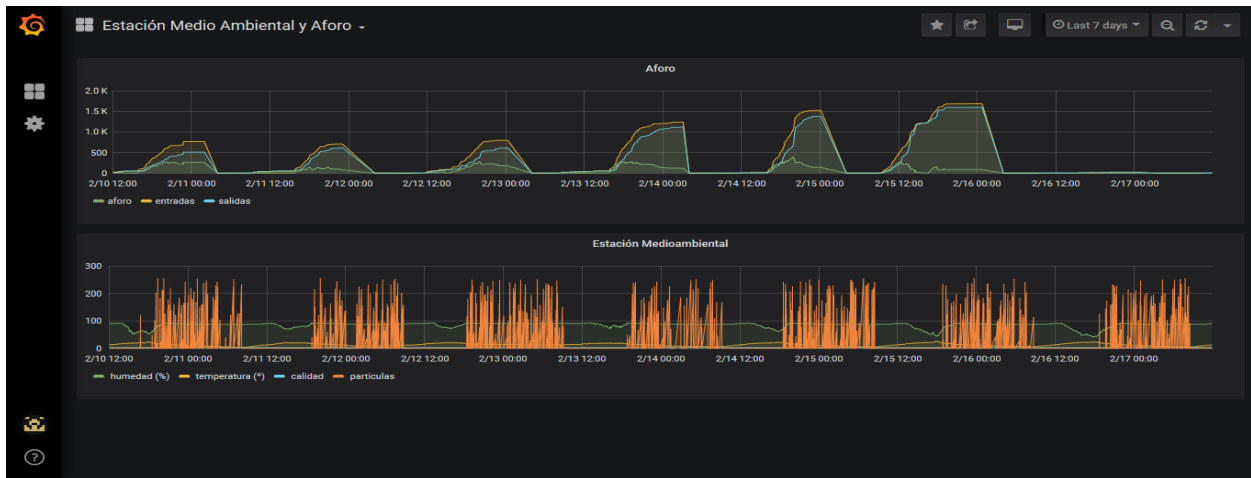 Estación Medio Ambiental y Aforo
Last 7 days
Aforo
2.0 K
1.5 K
1.0 K
500
0
2/10 12:00 2/11 00:00 2/11 12:00 2/12 00:00 2/12 12:00 2/13 00:00 2/13 12:00 2/14 00:00 2/14 12:00 2/15 00:00 2/15 12:00 2/16 00:00 2/16 12:00 2/17 00:00
aforo entradas salidas
Estación Medioambiental
300
200
100
0
2/10 12:00 2/11 00:00 2/11 12:00 2/12 00:00 2/12 12:00 2/13 00:00 2/13 12:00 2/14 00:00 2/14 12:00 2/15 00:00 2/15 12:00 2/16 00:00 2/16 12:00 2/17 00:00
humedad (%) temperatura (º) calidad particulas